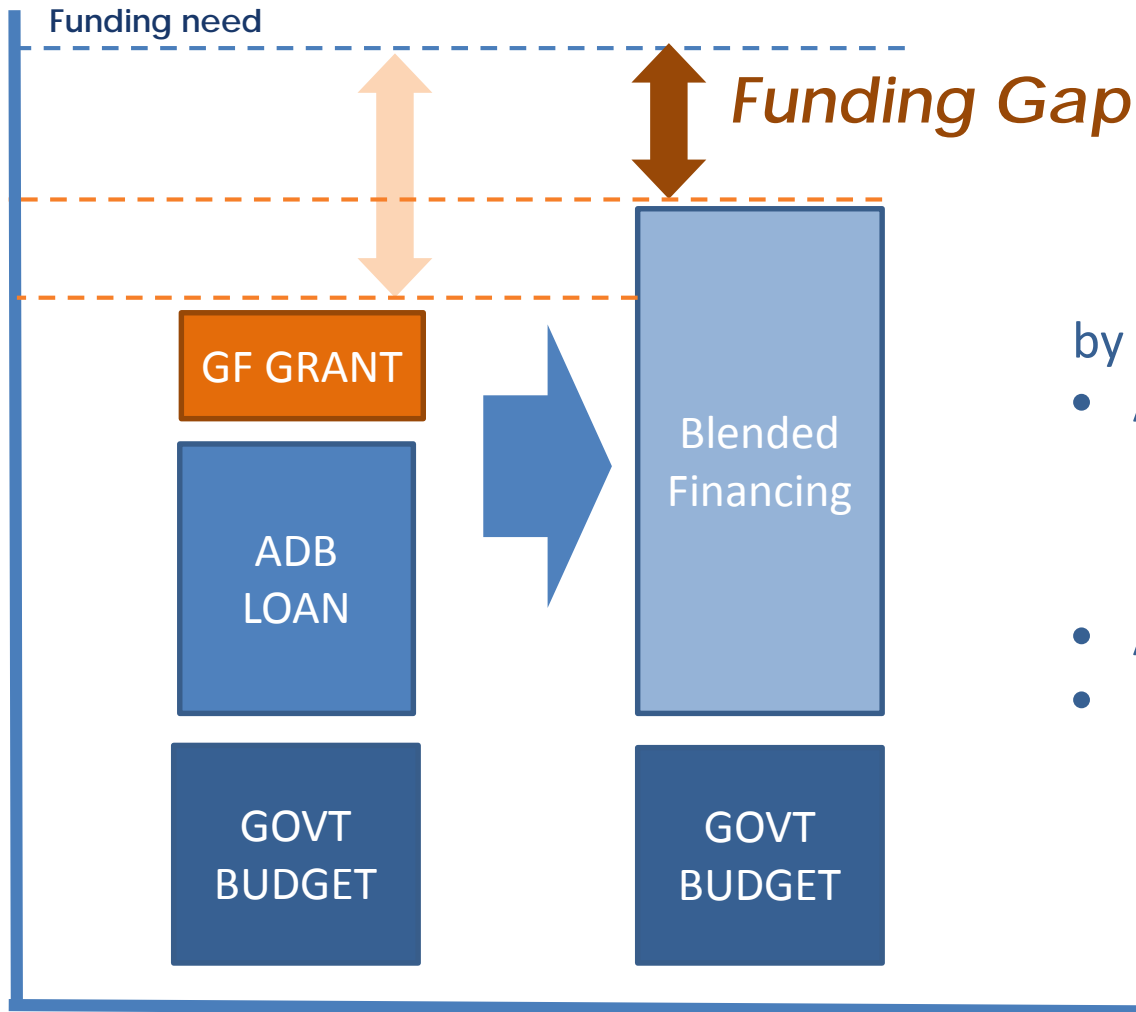 Funding need
Funding Gap
GF GRANT
ADB
LOAN
GOVT
BUDGET
Blended
Financing
GOVT
BUDGET
by
•
•
•